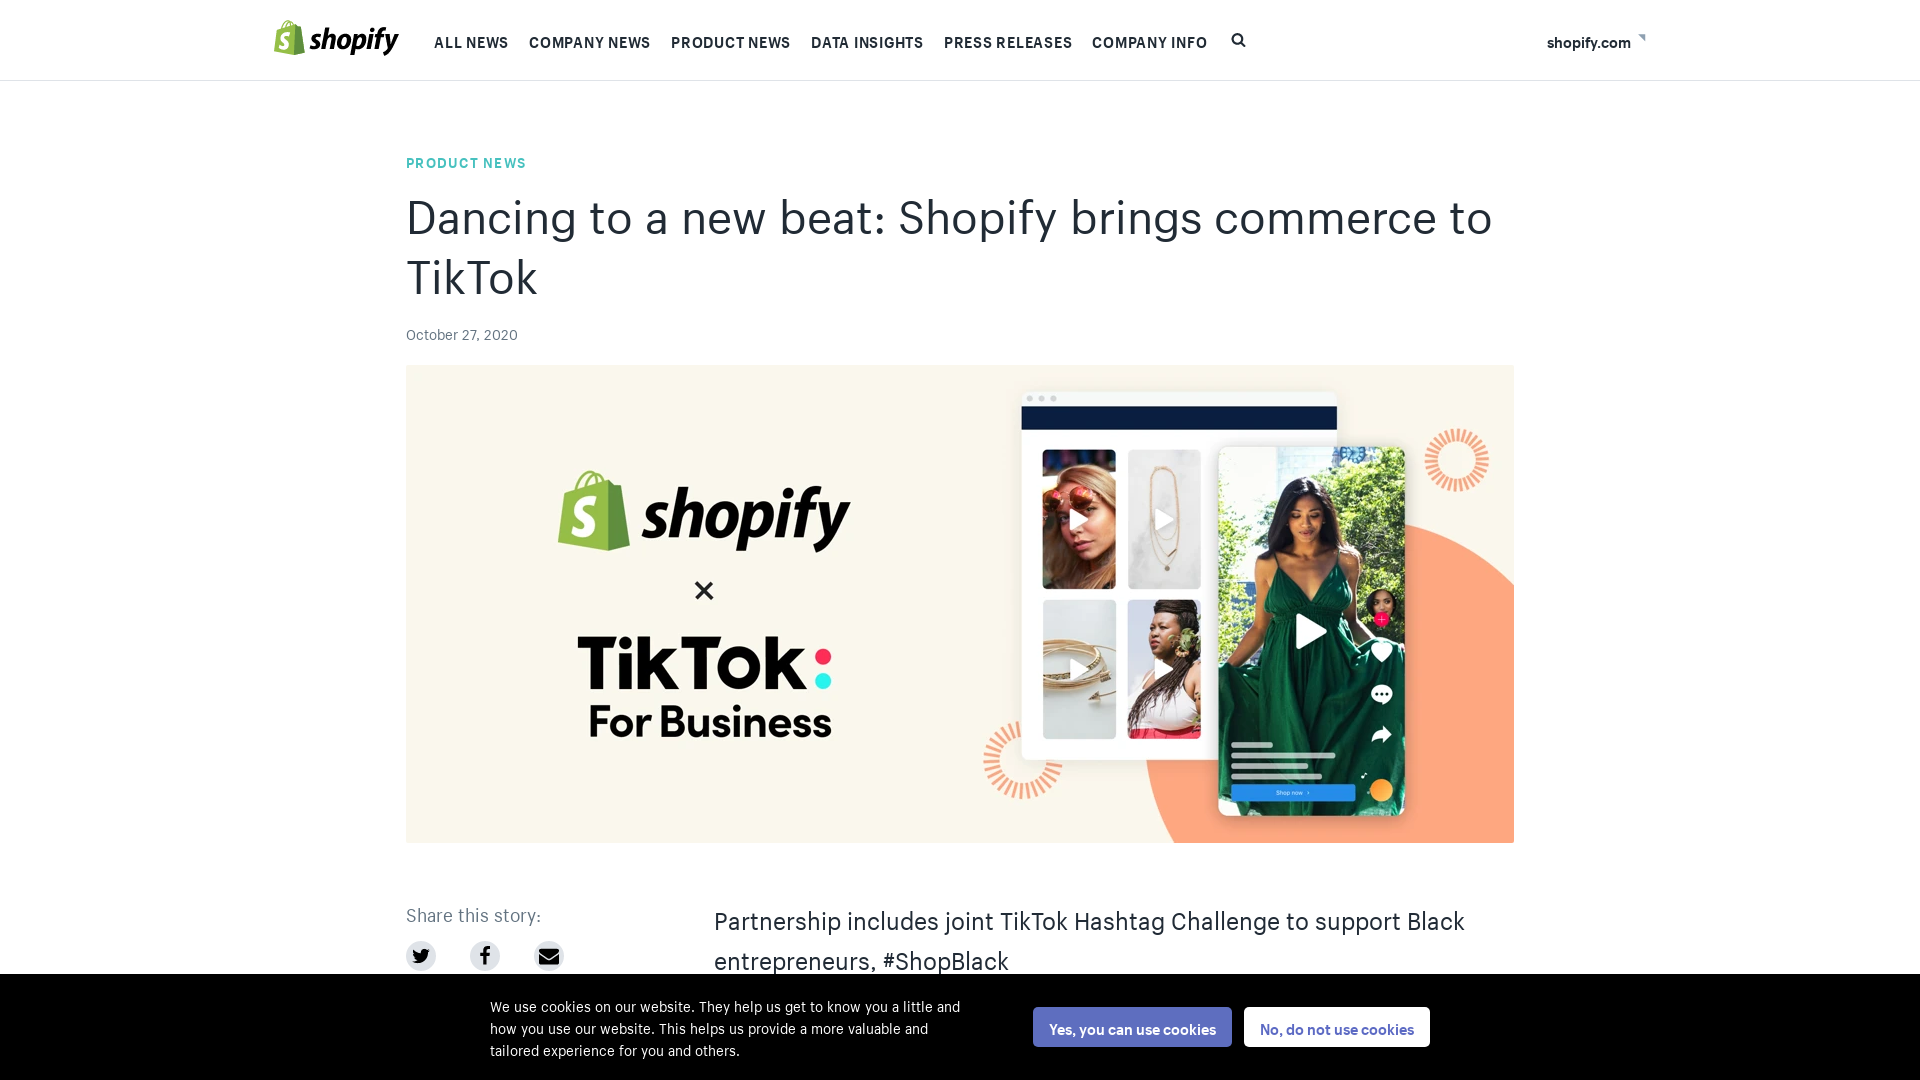 shopify
ALL NEWS
COMPANY NEWS
PRODUCT NEWS
DATA INSIGHTS
PRESS RELEASES
COMPANY INFO
shopify.com
PRODUCT NEWS
Dancing to a new beat: Shopify brings commerce to
TikTok
October 27, 2020
shopify
×
TikTok:
For Business
Shop now ›
Share this story:
Partnership includes joint TikTok Hashtag Challenge to support Black
entrepreneurs, #ShopBlack
We use cookies on our website. They help us get to know you a little and
how you use our website. This helps us provide a more valuable and
tailored experience for you and others.
Yes, you can use cookies
No, do not use cookies